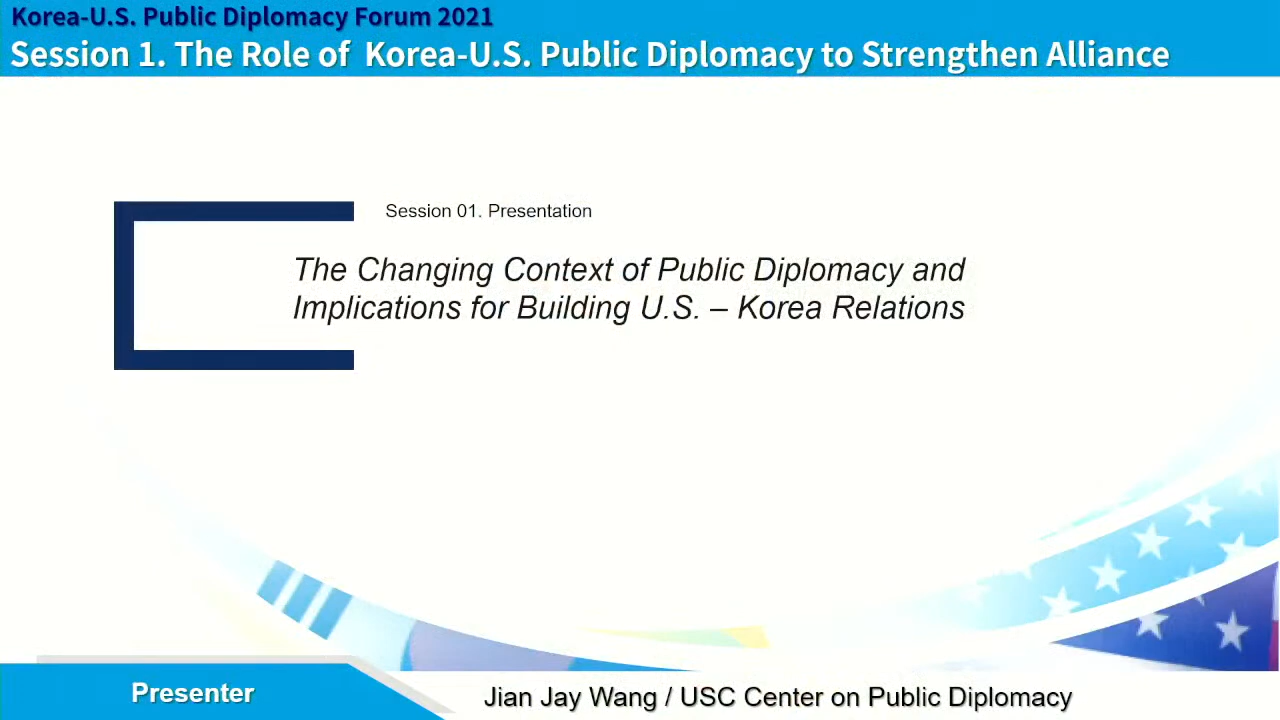 Korea-U.S. Public Diplomacy Forum 2021
Session 1. The Role of Korea-U.S. Public Diplomacy to Strengthen Alliance
Session 01. Presentation
The Changing Context of Public Diplomacy and
Implications for Building U.S. – Korea Relations
Presenter
Jian Jay Wang / USC Center on Public Diplomacy